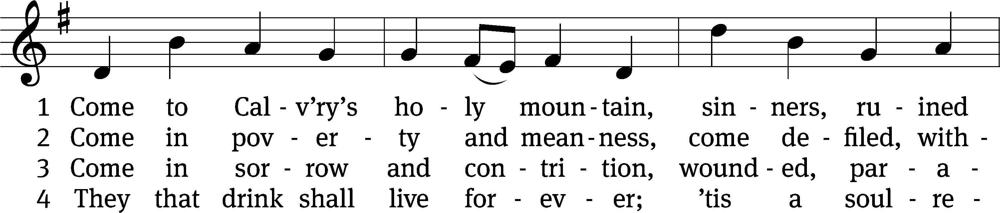 1 Come to Cal - v’ry’s ho - ly moun - tain, sin - ners, ru - ined
2 Come in pov - er - ty and mean - ness, come de - filed, with -
3 Come in sor - row and con - tri - tion, wound - ed, par - a -
4 They that drink shall live for - ev - er; ’tis a soul - re -